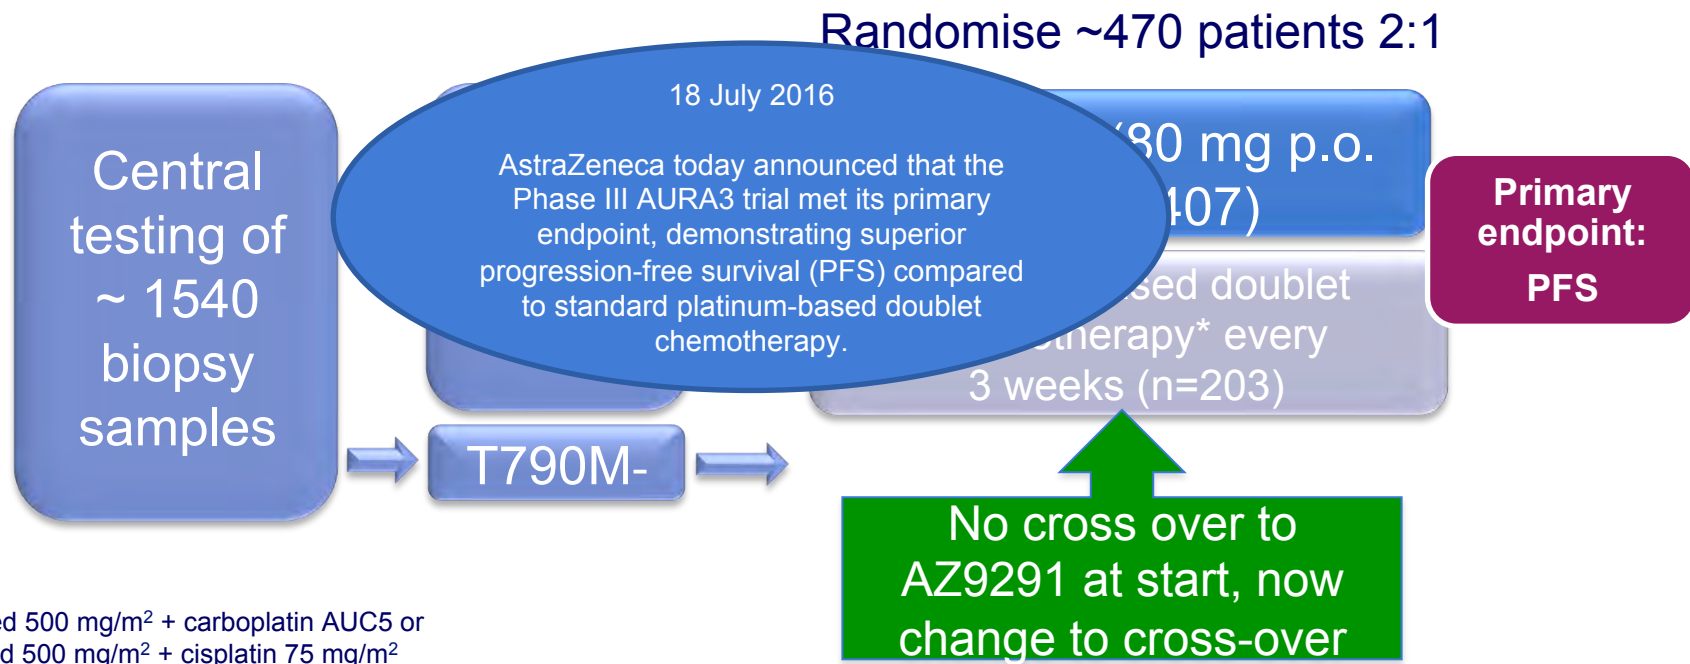 Randomise ~470 patients 2:1
Central
testing of
~ 1540
biopsy
samples
18 July 2016
AstraZeneca today announced that the
Phase III AURA3 trial met its primary
endpoint, demonstrating superior
progression-free survival (PFS) compared
to standard platinum-based doublet
chemotherapy.
(80 mg p.o.
407)
doublet
every
3 weeks (n=203)
Primary
endpoint:
PFS
T790M-
No cross over to
AZ9291 at start, now
change to cross-over
500 mg/m² + carboplatin AUC5 or
500 mg/m² + cisplatin 75 mg/m²